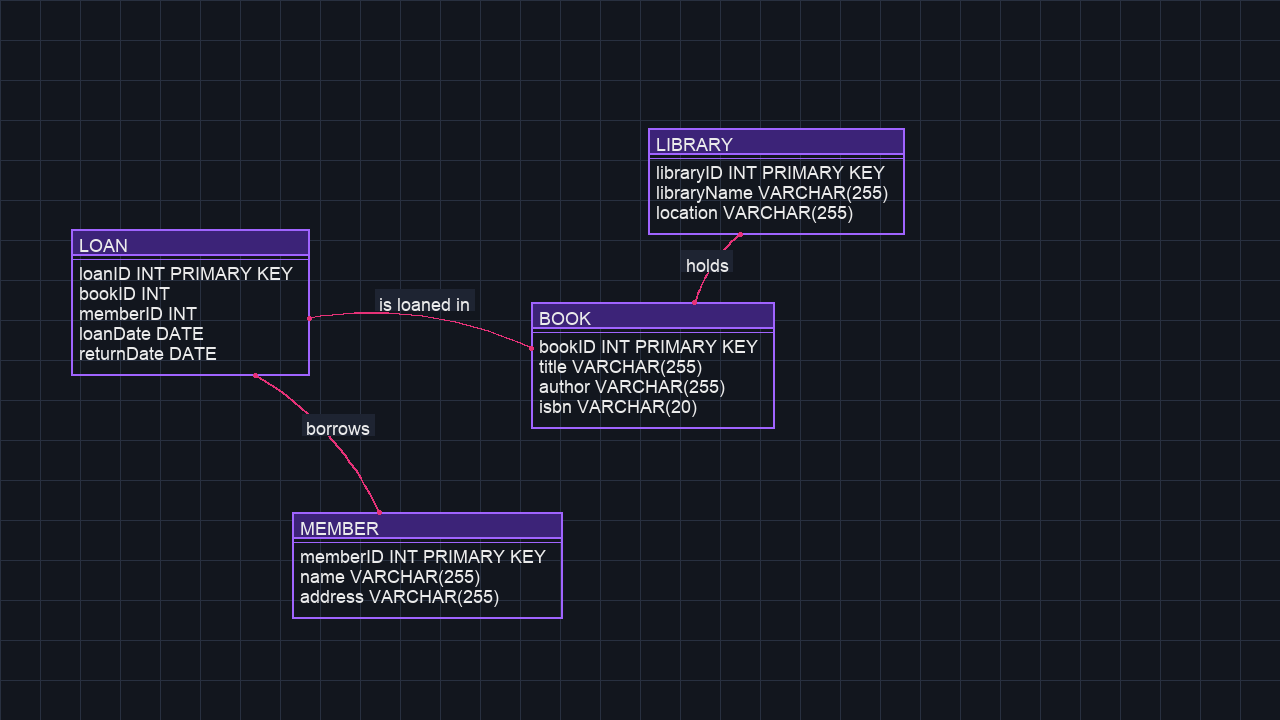 LIBRARY
libraryID INT PRIMARY KEY
libraryName VARCHAR(255)
location VARCHAR(255)
holds
LOAN
loanID INT PRIMARY KEY
bookID INT
memberID INT
loanDate DATE
returnDate DATE
is loaned in
BOOK
bookID INT PRIMARY KEY
title VARCHAR(255)
author VARCHAR(255)
isbn VARCHAR(20)
borrows
MEMBER
memberID INT PRIMARY KEY
name VARCHAR(255)
address VARCHAR(255)